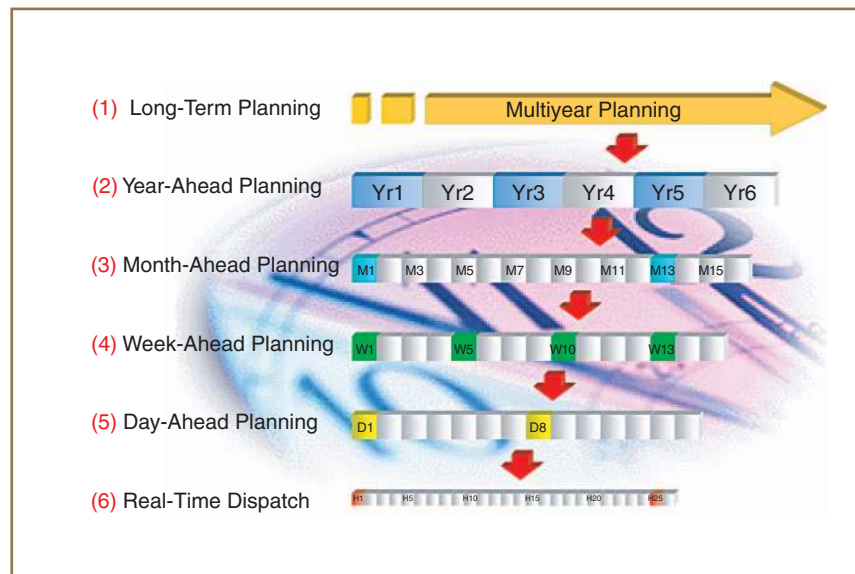 (1) Long-Term Planning
Multiyear Planning
(2) Year-Ahead Planning
Yr1 Yr2 Yr3 Yr4 Yr5 Yr6
(3) Month-Ahead Planning
M1 M3 M5 M7 M9 M11 M13 M15
(4) Week-Ahead Planning
W1 W5 W10 W13
(5) Day-Ahead Planning
D1 D8
(6) Real-Time Dispatch
H1 H5 H10 H15 H20 H25
12
10